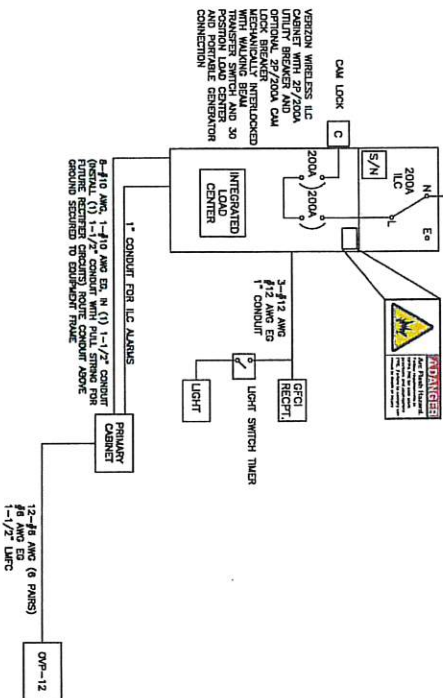 VERIZON WIRELESS ILC
CABINET WITH 2P/200A
UTILITY BREAKER AND
OPTIONAL 2P/200A CAM
LOCK BREAKER
MECHANICALLY INTERLOCKED
WITH WALKING BEAM
TRANSFER SWITCH AND 30
POSITION LOAD CENTER
AND PORTABLE GENERATOR
CONNECTION
CAM LOCK
C
S/N
200A
ILC
N
E
L
200A
200A
INTEGRATED
LOAD
CENTER
DANGER
Arc Flash Hazard.
3-#12 AWG
#12 AWG EG
1" CONDUIT
GFCI
RECPT.
LIGHT SWITCH TIMER
LIGHT
1" CONDUIT FOR ILC ALARMS
8-#10 AWG, 1-#10 AWG EG, IN (1) 1-1/2" CONDUIT
(INSTALL (1) 1-1/2" CONDUIT WITH PULL STRING FOR
FUTURE RECTIFIER CIRCUITS) ROUTE CONDUIT ABOVE
GROUND SECURED TO EQUIPMENT FRAME
PRIMARY
CABINET
12-#6 AWG (6 PAIRS)
#6 AWG EG
1-1/2" LMFC
OVP-12